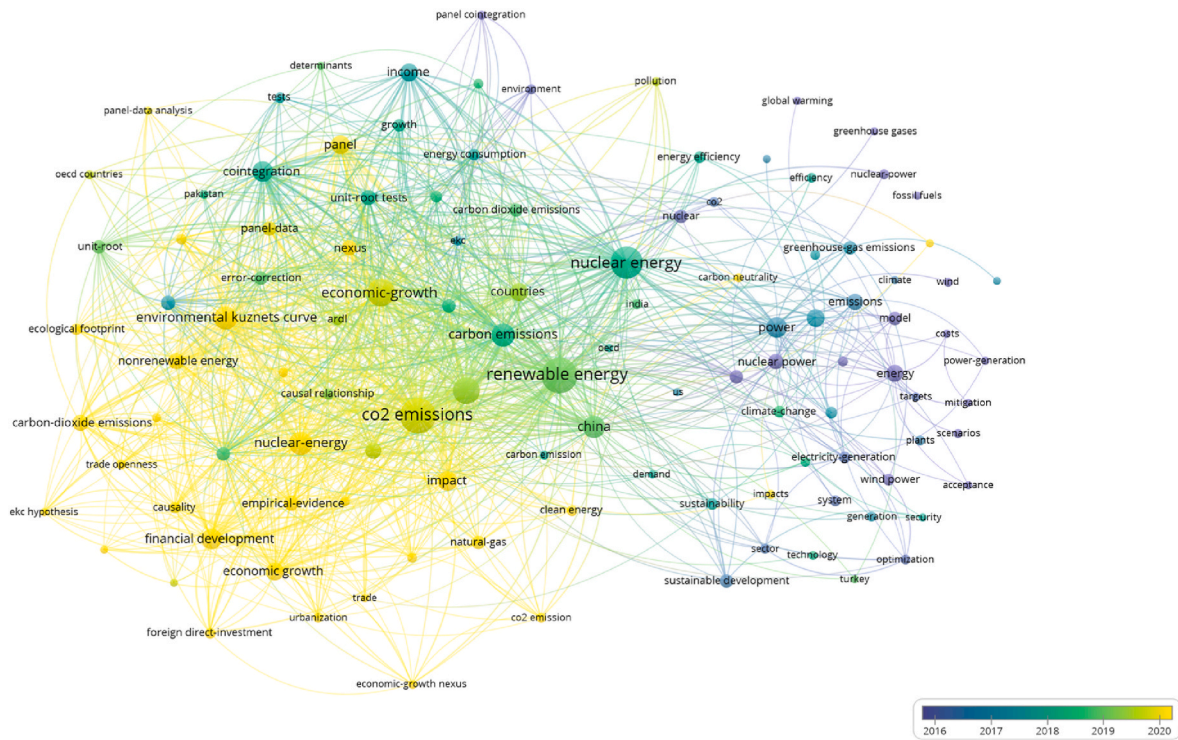 panel cointegration
determinants
income
environment
pollution
tests
global warming
panel-data analysis
growth
greenhouse gases
panel
energy consumption
energy efficiency
cointegration
oecd countries
efficiency
nuclear-power
pakistan
unit-root tests
fossil fuels
carbon dioxide emissions
co2
nuclear
panel-data
ekc
unit-root
nexus
greenhouse-gas emissions
nuclear energy
error-correction
carbon neutrality
climate
wind
economic-growth
countries
india
emissions
environmental kuznets curve
ardl
model
ecological footprint
carbon emissions
power
costs
oecd
nonrenewable energy
nuclear power
power-generation
renewable energy
energy
causal relationship
us
targets
mitigation
co2 emissions
climate-change
carbon-dioxide emissions
china
scenarios
nuclear-energy
plants
carbon emission
electricity-generation
trade openness
demand
impact
wind power
acceptance
empirical-evidence
impacts
system
ekc hypothesis
causality
clean energy
sustainability
generation
security
financial development
natural-gas
sector
technology
optimization
economic growth
sustainable development
turkey
trade
urbanization
co2 emission
foreign direct-investment
economic-growth nexus
2016 2017 2018 2019 2020